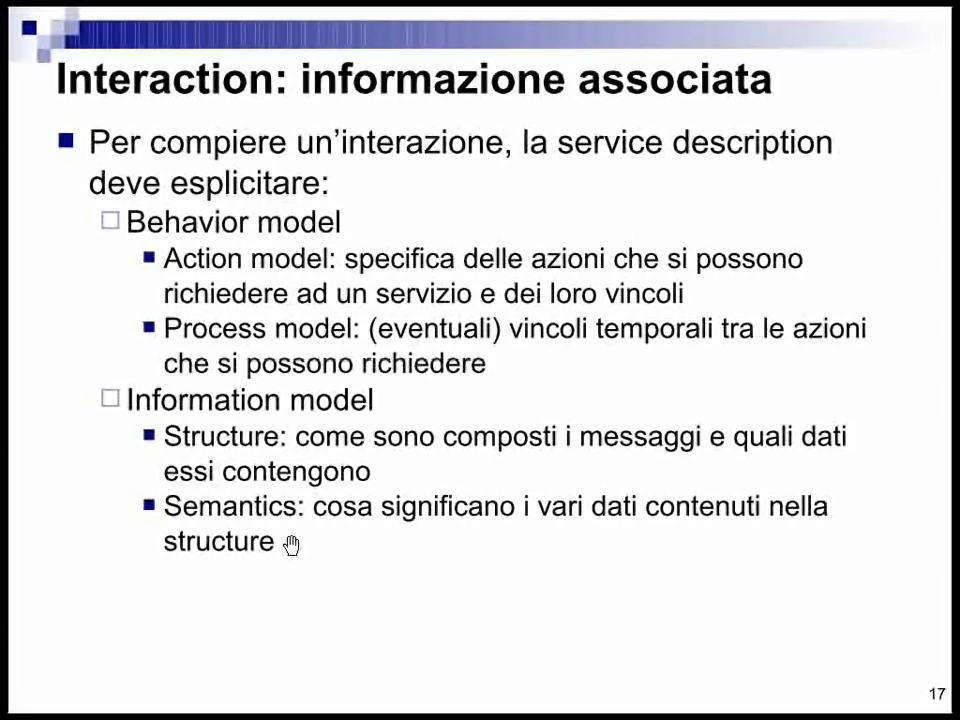 Interaction: informazione associata
Per compiere un'interazione, la service description
deve esplicitare:
Behavior model
Action model: specifica delle azioni che si possono
richiedere ad un servizio e dei loro vincoli
Process model: (eventuali) vincoli temporali tra le azioni
che si possono richiedere
Information model
Structure: come sono composti i messaggi e quali dati
essi contengono
Semantics: cosa significano i vari dati contenuti nella
structure
17